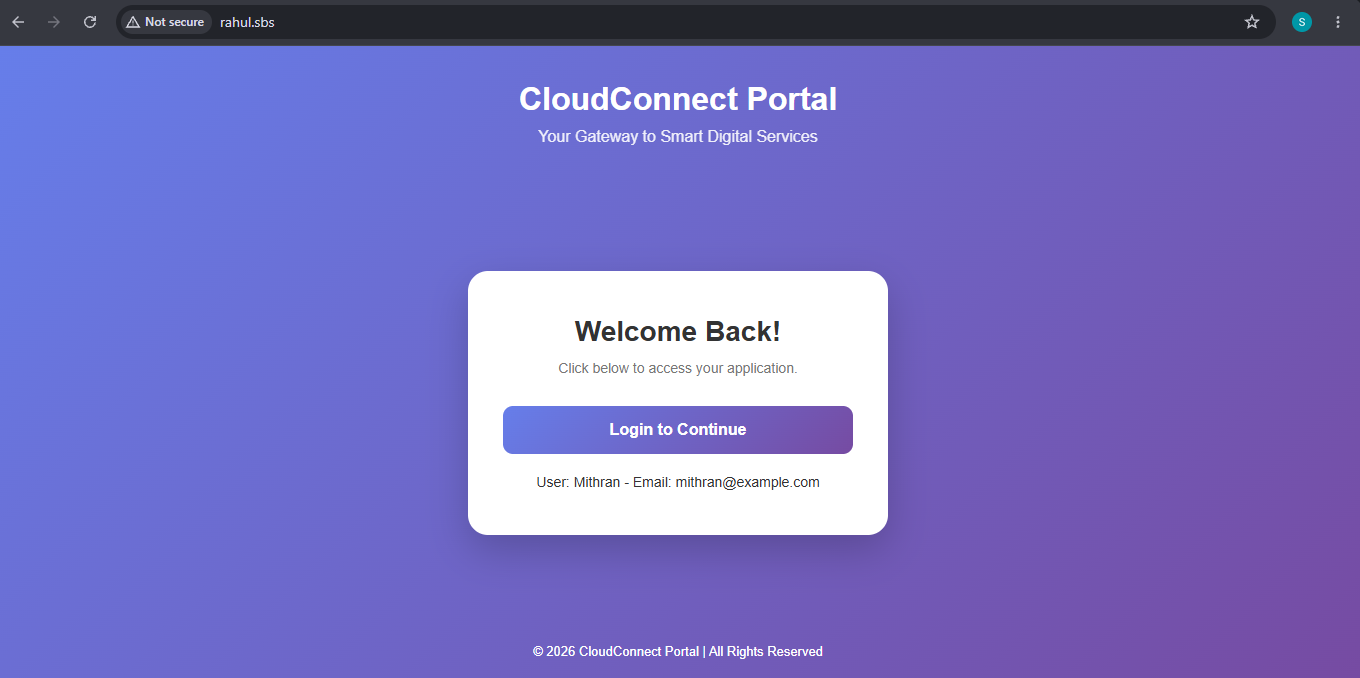 Not secure rahul.sbs
S
CloudConnect Portal
Your Gateway to Smart Digital Services
Welcome Back!
Click below to access your application.
Login to Continue
User: Mithran - Email: mithran@example.com
© 2026 CloudConnect Portal | All Rights Reserved